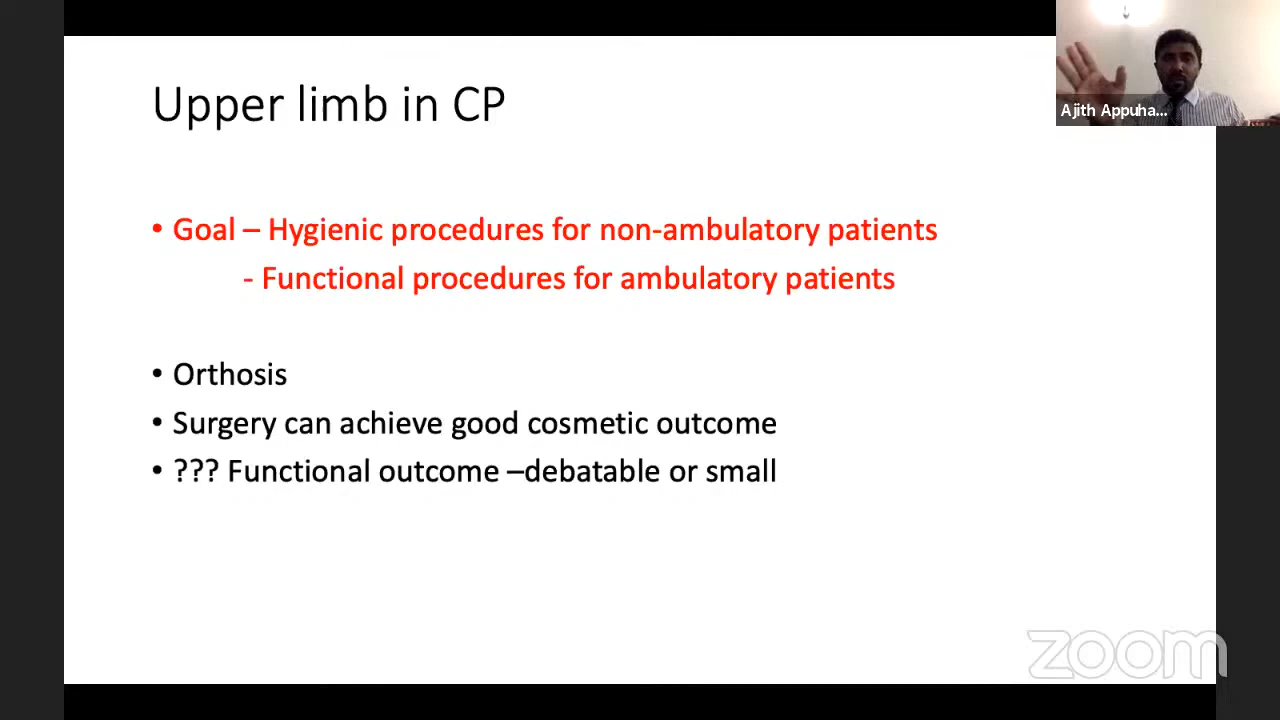 Upper limb in CP
Ajith Appuha...
• Goal – Hygienic procedures for non-ambulatory patients
- Functional procedures for ambulatory patients
• Orthosis
• Surgery can achieve good cosmetic outcome
• ??? Functional outcome –debatable or small
zoom